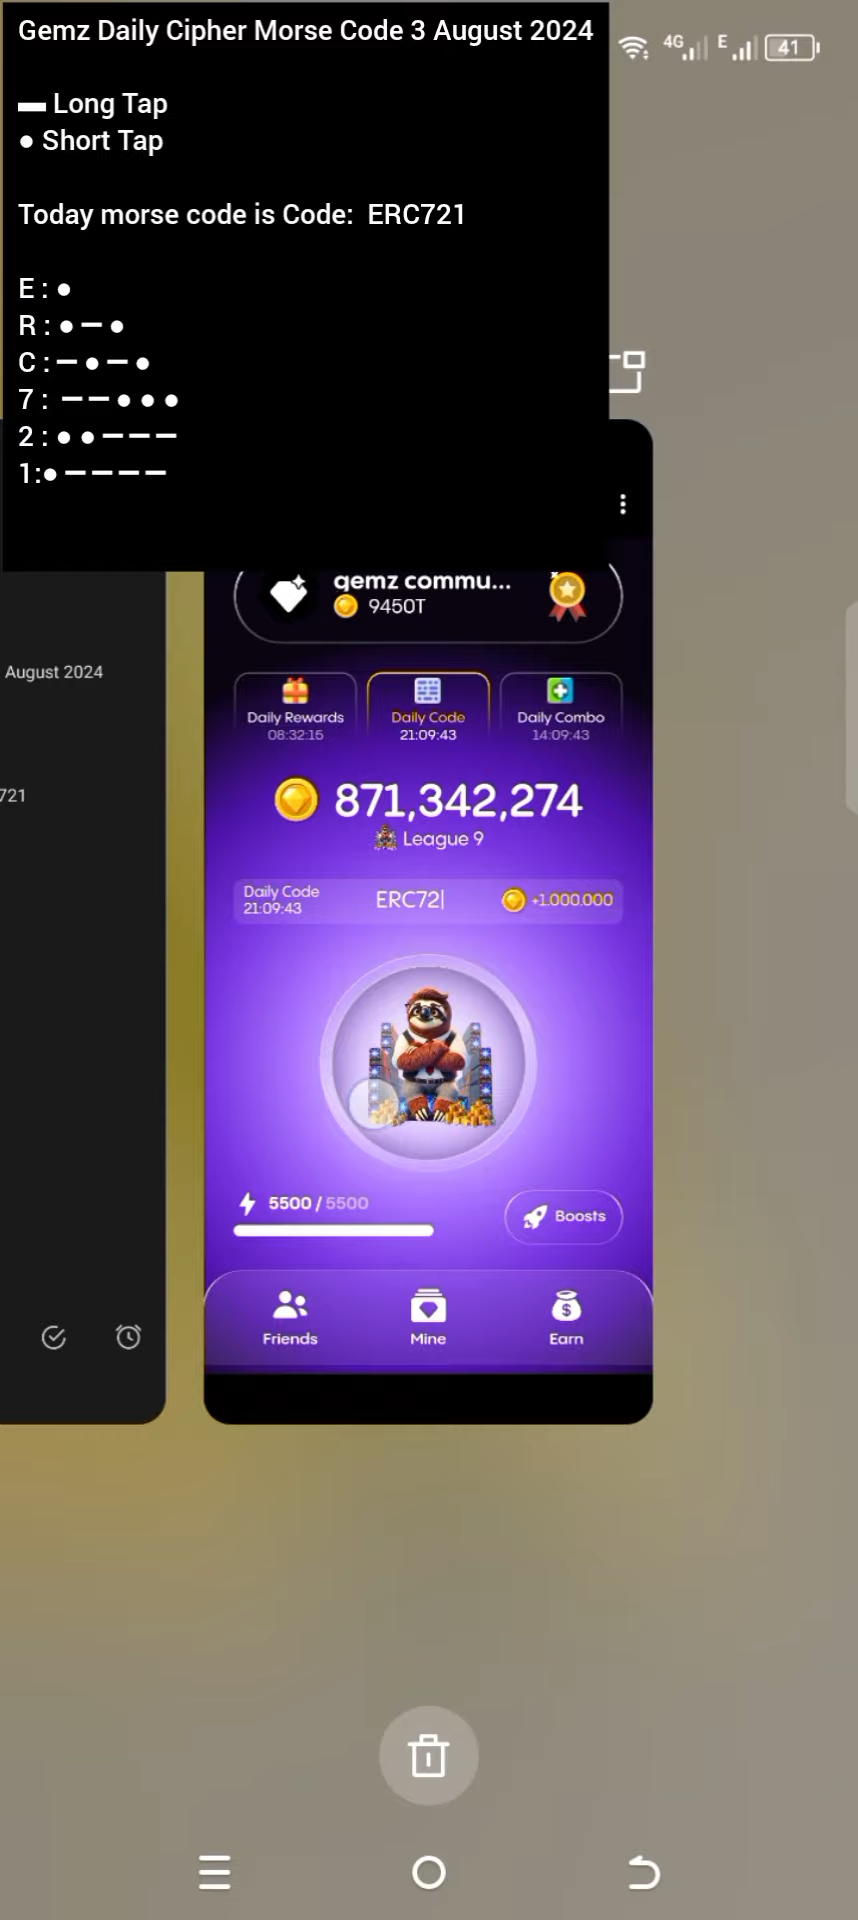 Gemz Daily Cipher Morse Code 3 August 2024
4G E 41
▬ Long Tap
● Short Tap
Today morse code is Code:  ERC721
E : ●
R : ● – ●
C : – ● – ●
7 : – – ● ● ●
2 : ● ● – – –
1:● – – – –
gemz commu...
9450T
August 2024
Daily Rewards
08:32:15
Daily Code
21:09:43
Daily Combo
14:09:43
721
871,342,274
League 9
Daily Code
21:09:43
ERC72|
+1.000.000
5500 / 5500
Boosts
Friends
Mine
Earn